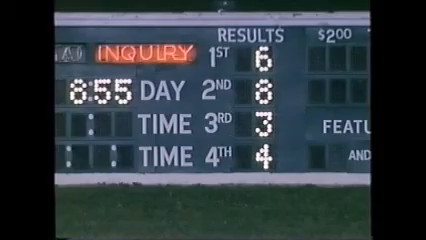 RESULTS $2.00
INQUIRY 1ST 6
8:55 DAY 2ND 8
: TIME 3RD 3 FEATU
: : TIME 4TH 4 AND